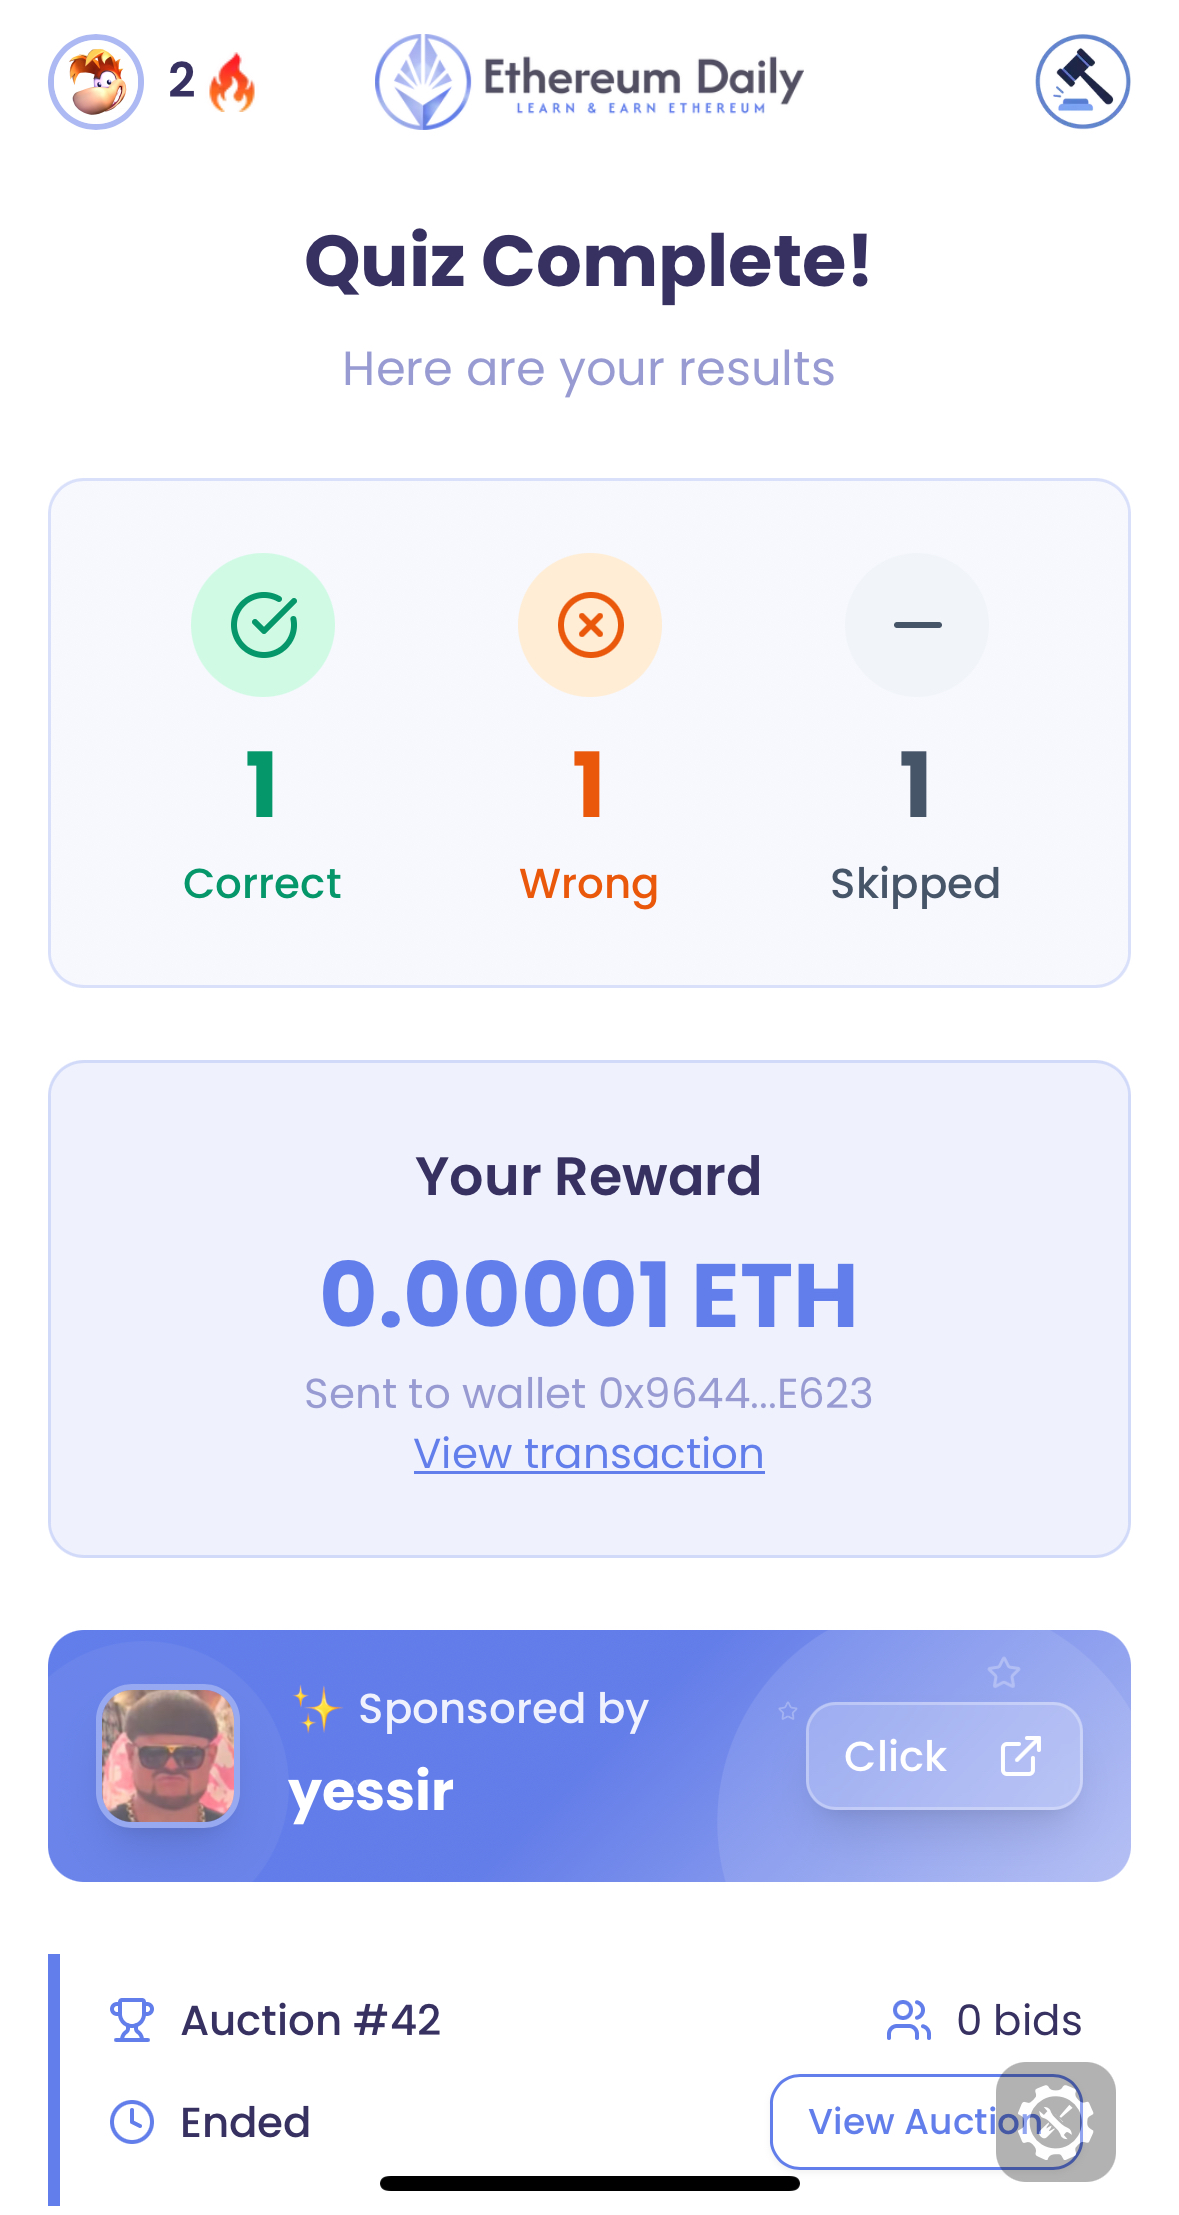 2🔥
Ethereum Daily
LEARN & EARN ETHEREUM
Quiz Complete!
Here are your results
1
Correct
1
Wrong
1
Skipped
Your Reward
0.00001 ETH
Sent to wallet 0x9644...E623
View transaction
✨ Sponsored by
yessir
Click
Auction #42
0 bids
Ended
View Auction